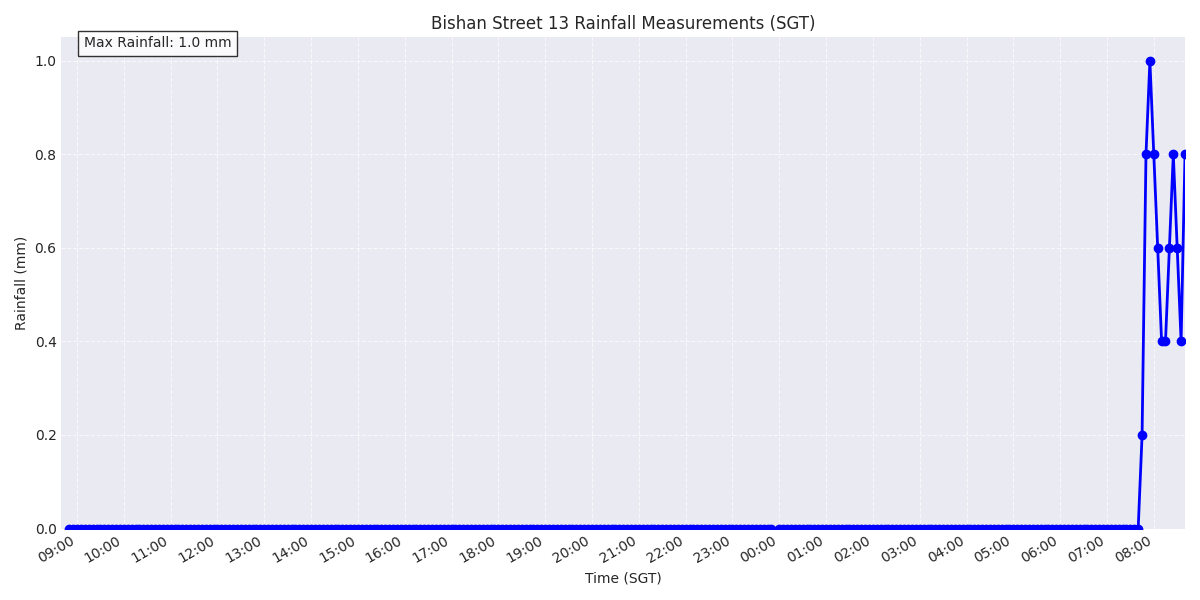 Bishan Street 13 Rainfall Measurements (SGT)
Max Rainfall: 1.0 mm
1.0
0.8
0.6
0.4
0.2
0.0
Rainfall (mm)
09:00 10:00 11:00 12:00 13:00 14:00 15:00 16:00 17:00 18:00 19:00 20:00 21:00 22:00 23:00 00:00 01:00 02:00 03:00 04:00 05:00 06:00 07:00 08:00
Time (SGT)